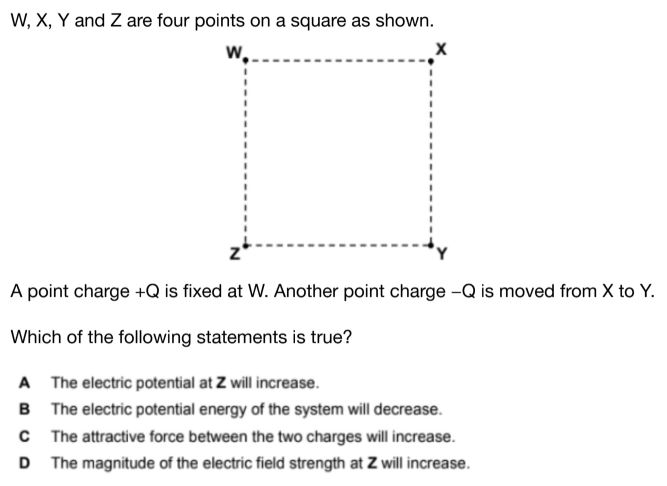 W, X, Y and Z are four points on a square as shown.
W X
Z Y
A point charge +Q is fixed at W. Another point charge −Q is moved from X to Y.
Which of the following statements is true?
A The electric potential at Z will increase.
B The electric potential energy of the system will decrease.
C The attractive force between the two charges will increase.
D The magnitude of the electric field strength at Z will increase.